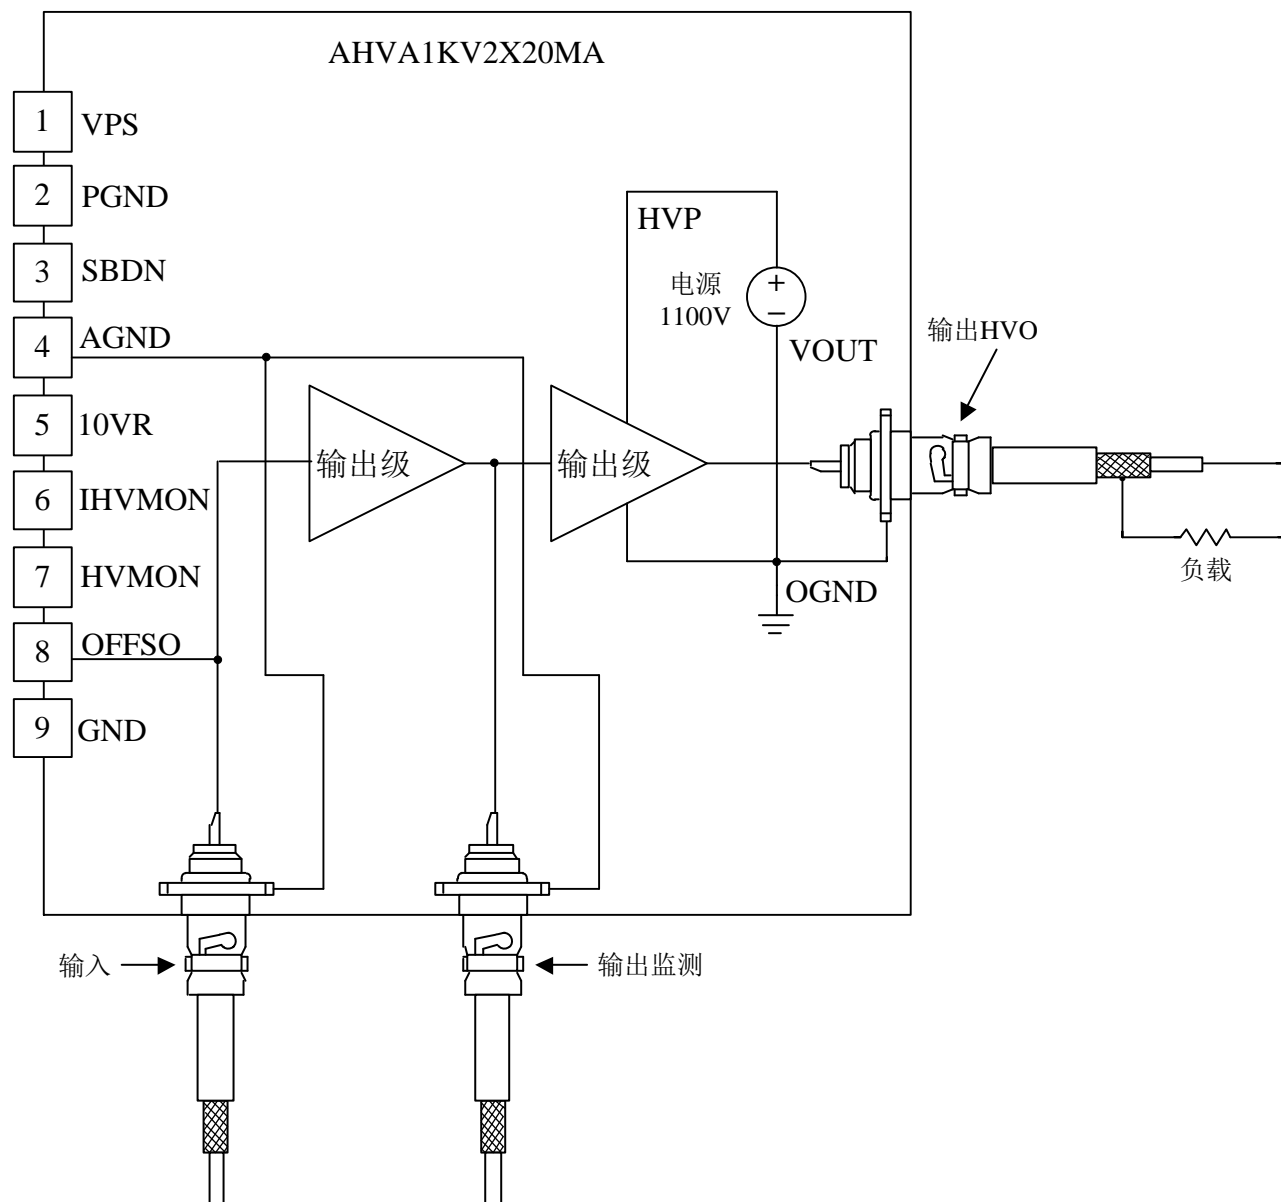 AHVA1KV2X20MA
1 VPS
2 PGND
3 SBDN
4 AGND
5 10VR
6 IHVMON
7 HVMON
8 OFFSO
9 GND
HVP
电源
1100V
+
−
VOUT
输出HVO
输出级
输出级
OGND
负载
输入
输出监测